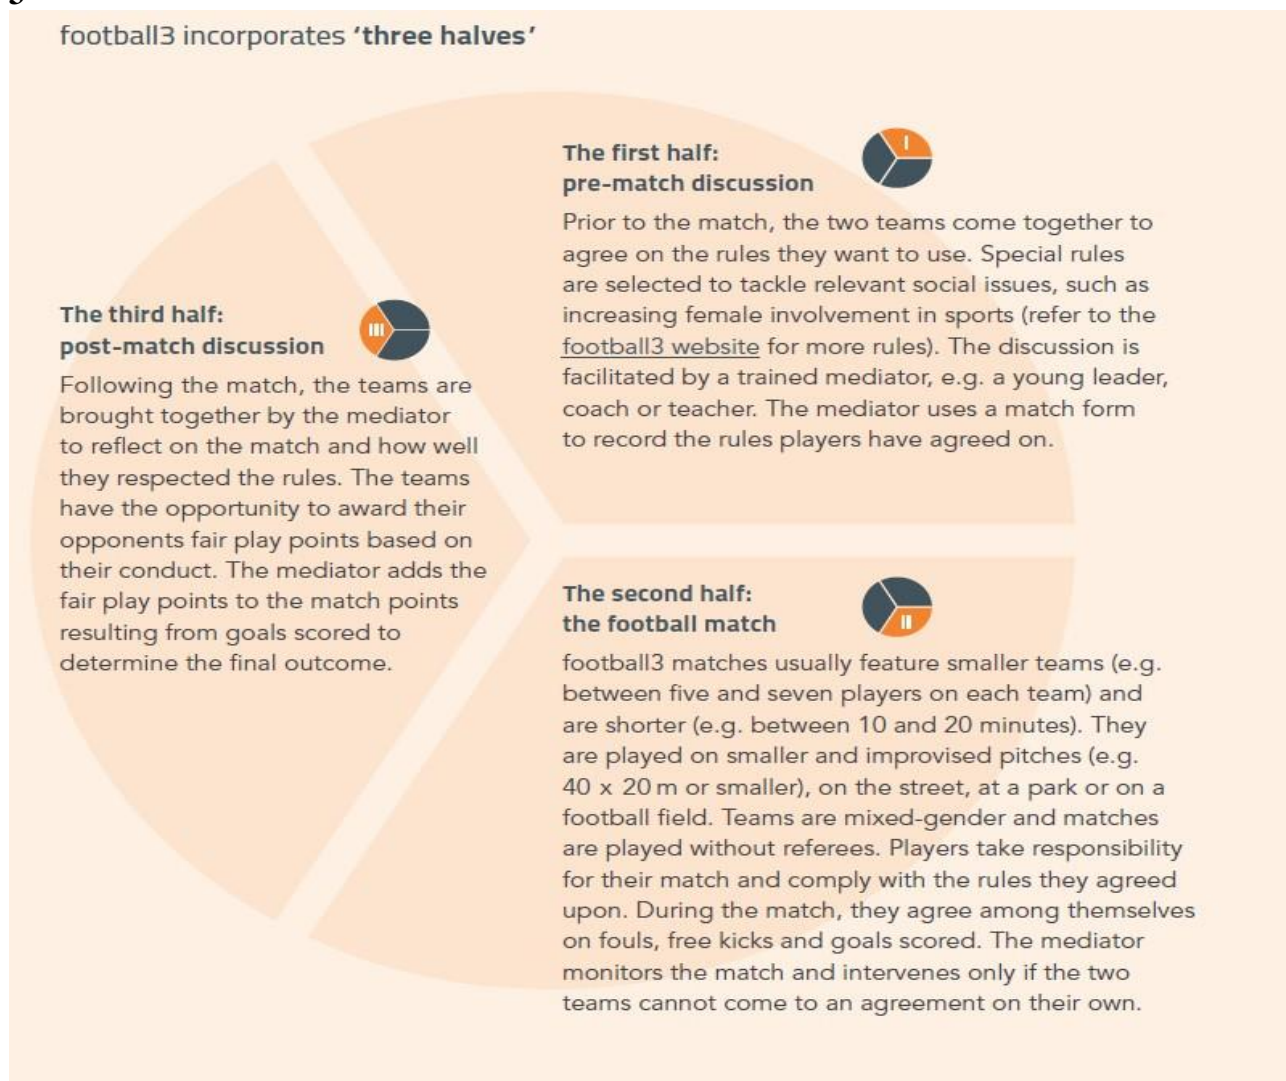 football3 incorporates ‘three halves’
The first half:
pre-match discussion
I
Prior to the match, the two teams come together to
agree on the rules they want to use. Special rules
are selected to tackle relevant social issues, such as
increasing female involvement in sports (refer to the
football3 website for more rules). The discussion is
facilitated by a trained mediator, e.g. a young leader,
coach or teacher. The mediator uses a match form
to record the rules players have agreed on.
The second half:
the football match
II
football3 matches usually feature smaller teams (e.g.
between five and seven players on each team) and
are shorter (e.g. between 10 and 20 minutes). They
are played on smaller and improvised pitches (e.g.
40 x 20 m or smaller), on the street, at a park or on a
football field. Teams are mixed-gender and matches
are played without referees. Players take responsibility
for their match and comply with the rules they agreed
upon. During the match, they agree among themselves
on fouls, free kicks and goals scored. The mediator
monitors the match and intervenes only if the two
teams cannot come to an agreement on their own.
The third half:
post-match discussion
III
Following the match, the teams are
brought together by the mediator
to reflect on the match and how well
they respected the rules. The teams
have the opportunity to award their
opponents fair play points based on
their conduct. The mediator adds the
fair play points to the match points
resulting from goals scored to
determine the final outcome.